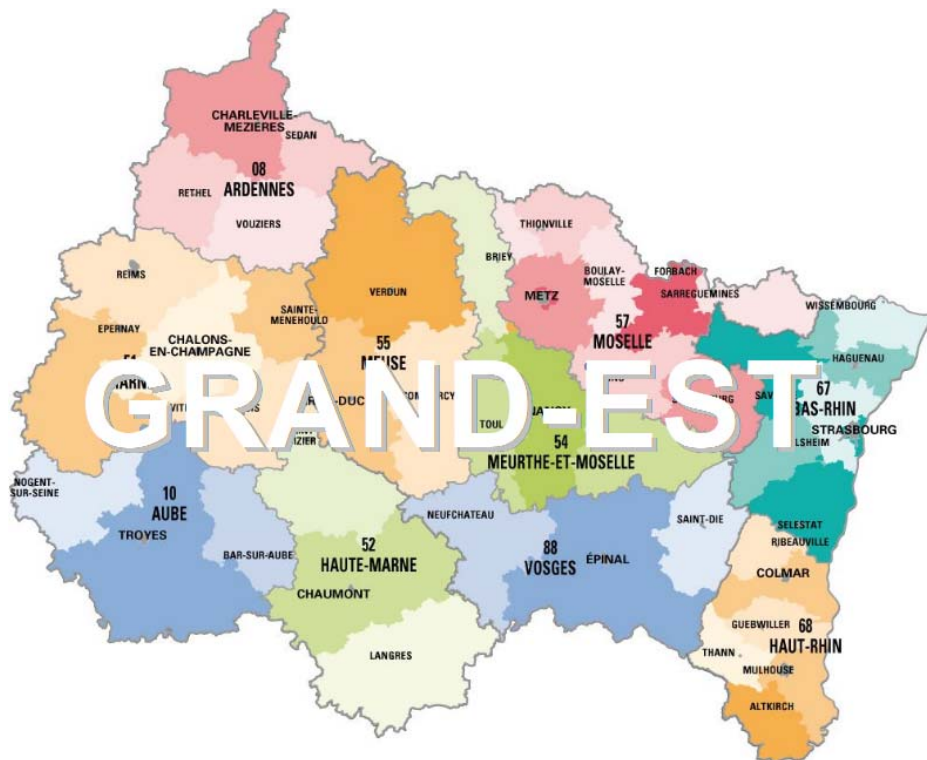 CHARLEVILLE-
MEZIÈRES
SEDAN
08
ARDENNES
RETHEL
VOUZIERS
THIONVILLE
BRIEY
REIMS
BOULAY-
MOSELLE
FORBACH
SARREGUEMINES
METZ
VERDUN
WISSEMBOURG
SAINTE-
MENEHOULD
EPERNAY
57
MOSELLE
CHALONS-
EN-CHAMPAGNE
55
MEUSE
HAGUENAU
GRAND-EST
67
BAS-RHIN
TOUL
STRASBOURG
54
MEURTHE-ET-MOSELLE
NOGENT-
SUR-SEINE
10
AUBE
NEUFCHATEAU
SAINT-DIE
SELESTAT
TROYES
RIBEAUVILLE
BAR-SUR-AUBE
52
HAUTE-MARNE
88
VOSGES
ÉPINAL
COLMAR
CHAUMONT
GUEBWILLER
68
HAUT-RHIN
LANGRES
THANN
MULHOUSE
ALTKIRCH